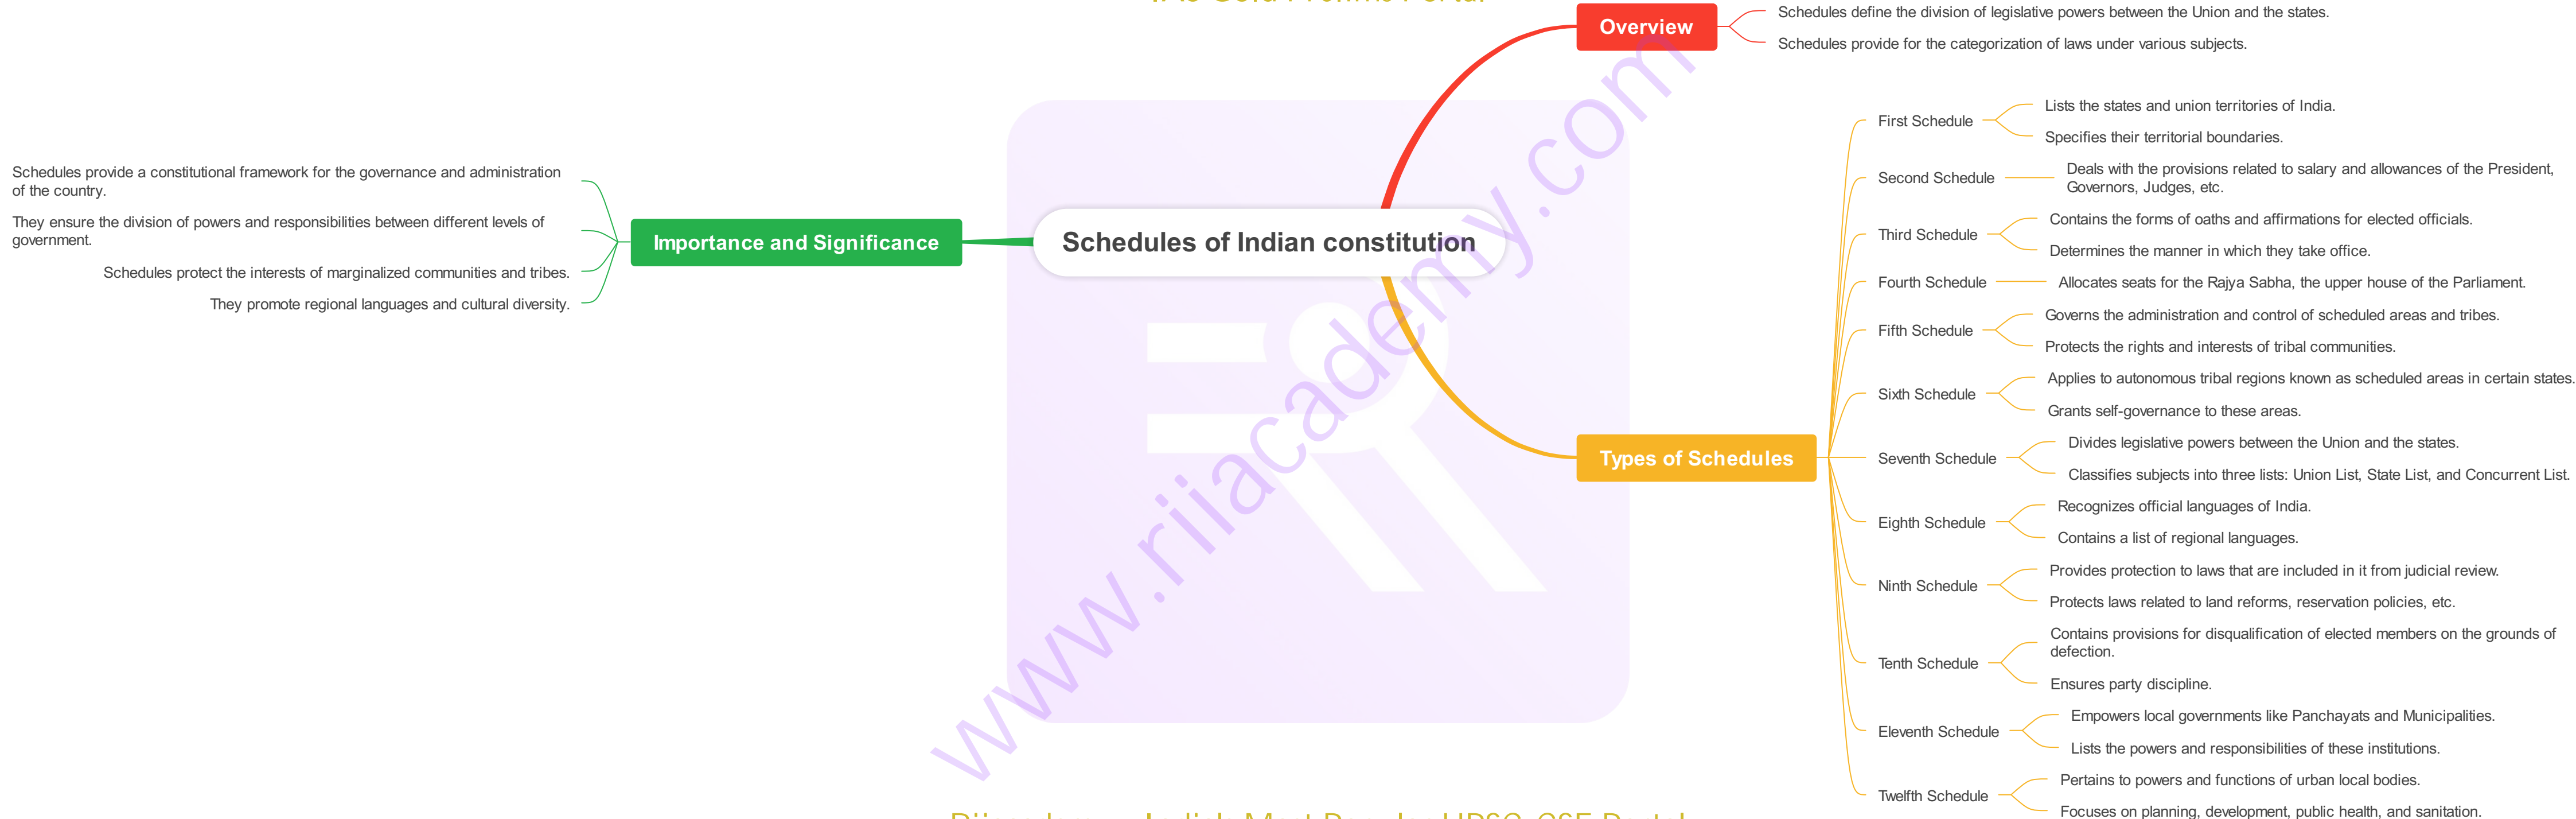 Overview
Schedules define the division of legislative powers between the Union and the states.
Schedules provide for the categorization of laws under various subjects.
Schedules of Indian constitution
Importance and Significance
Schedules provide a constitutional framework for the governance and administration
of the country.
They ensure the division of powers and responsibilities between different levels of
government.
Schedules protect the interests of marginalized communities and tribes.
They promote regional languages and cultural diversity.
Types of Schedules
First Schedule
Lists the states and union territories of India.
Specifies their territorial boundaries.
Second Schedule
Deals with the provisions related to salary and allowances of the President,
Governors, Judges, etc.
Third Schedule
Contains the forms of oaths and affirmations for elected officials.
Determines the manner in which they take office.
Fourth Schedule
Allocates seats for the Rajya Sabha, the upper house of the Parliament.
Fifth Schedule
Governs the administration and control of scheduled areas and tribes.
Protects the rights and interests of tribal communities.
Sixth Schedule
Applies to autonomous tribal regions known as scheduled areas in certain states.
Grants self-governance to these areas.
Seventh Schedule
Divides legislative powers between the Union and the states.
Classifies subjects into three lists: Union List, State List, and Concurrent List.
Eighth Schedule
Recognizes official languages of India.
Contains a list of regional languages.
Ninth Schedule
Provides protection to laws that are included in it from judicial review.
Protects laws related to land reforms, reservation policies, etc.
Tenth Schedule
Contains provisions for disqualification of elected members on the grounds of
defection.
Ensures party discipline.
Eleventh Schedule
Empowers local governments like Panchayats and Municipalities.
Lists the powers and responsibilities of these institutions.
Twelfth Schedule
Pertains to powers and functions of urban local bodies.
Focuses on planning, development, public health, and sanitation.
www.riiacademy.com